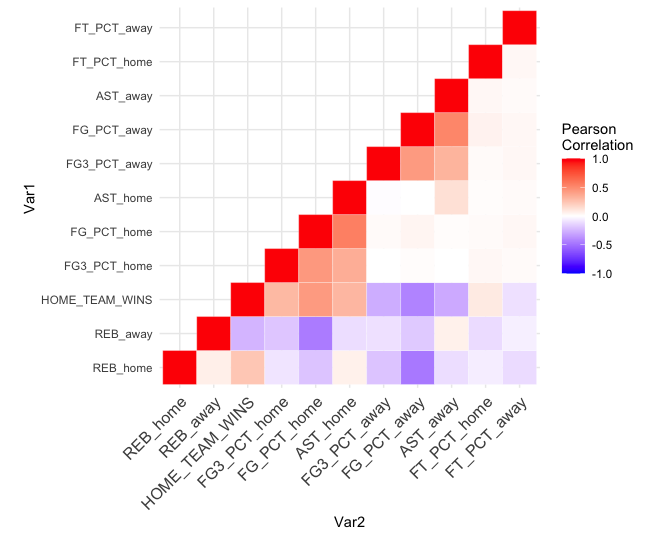 FT_PCT_away
FT_PCT_home
AST_away
FG_PCT_away
FG3_PCT_away
AST_home
FG_PCT_home
FG3_PCT_home
HOME_TEAM_WINS
REB_away
REB_home
Var1
REB_home
REB_away
HOME_TEAM_WINS
FG3_PCT_home
FG_PCT_home
AST_home
FG3_PCT_away
FG_PCT_away
AST_away
FT_PCT_home
FT_PCT_away
Var2
Pearson
Correlation
1.0
0.5
0.0
-0.5
-1.0